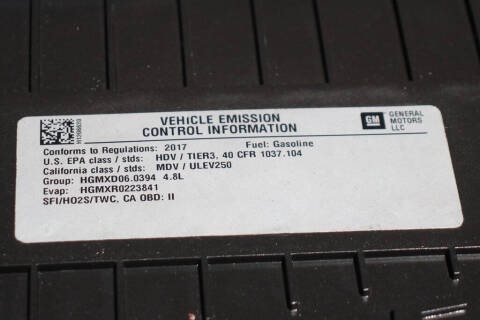 VEHICLE EMISSION
CONTROL INFORMATION
GM
GENERAL
MOTORS
LLC
Conforms to Regulations: 2017 Fuel: Gasoline
U.S. EPA class / stds: HDV / TIER3, 40 CFR 1037.104
California class / stds: MDV / ULEV250
Group: HGMXD06.0394 4.8L
Evap: HGMXR0223841
SFI/HO2S/TWC, CA OBD: II